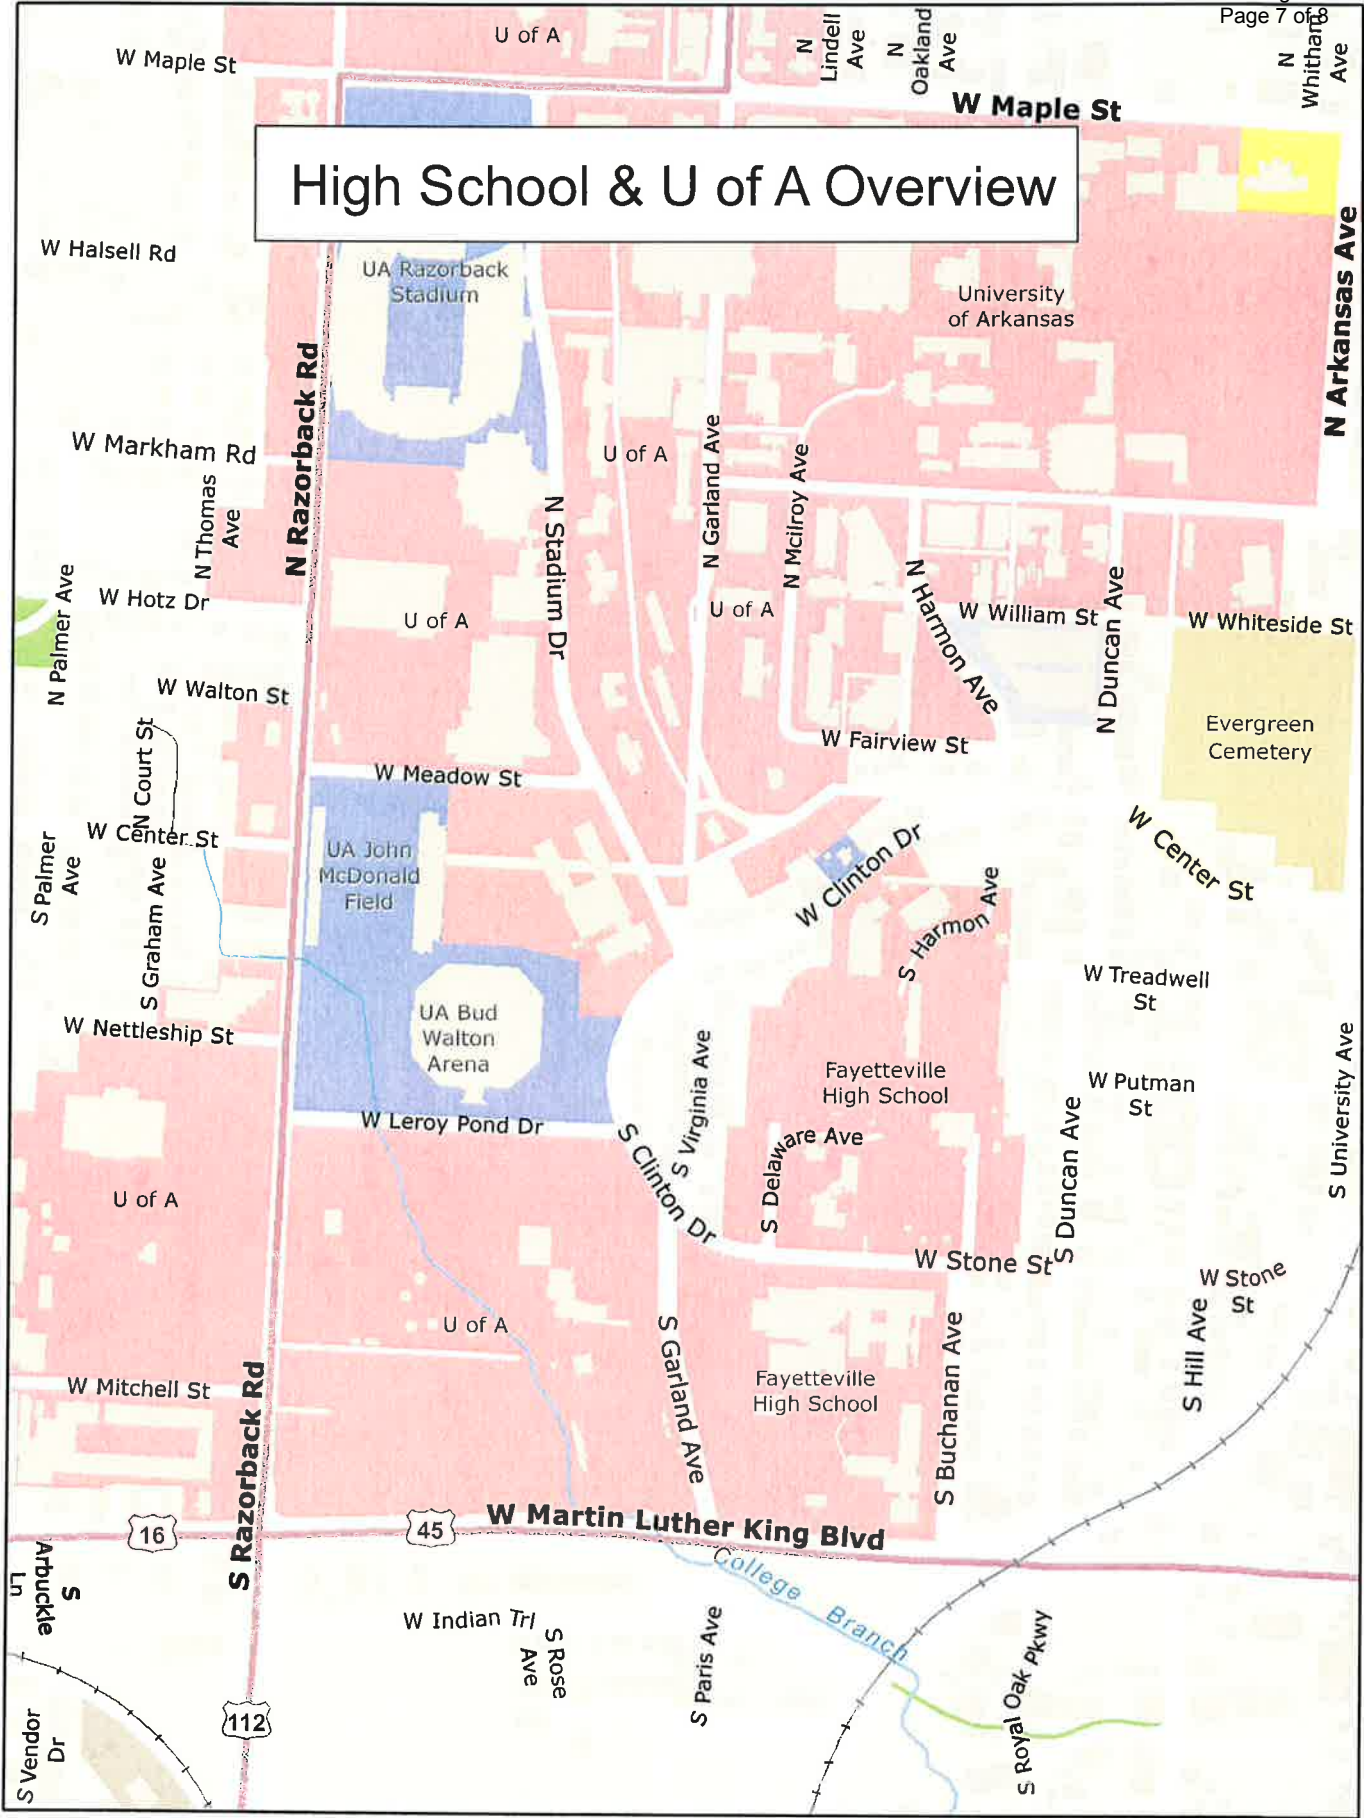 Page 7 of 8
U of A
W Maple St
N
Lindell
Ave
N
Oakland
Ave
N
Whitham
Ave
W Maple St
High School & U of A Overview
W Halsell Rd
UA Razorback
Stadium
University
of Arkansas
N Arkansas Ave
N Razorback Rd
W Markham Rd
U of A
N Garland Ave
N Mcilroy Ave
N Thomas
Ave
N Stadium Dr
N Palmer Ave
W Hotz Dr
U of A
U of A
N Harmon Ave
W William St
N Duncan Ave
W Whiteside St
W Walton St
N Court St
W Fairview St
Evergreen
Cemetery
W Meadow St
W Center St
S Palmer
Ave
S Graham Ave
UA John
McDonald
Field
W Clinton Dr
W Center St
S Harmon Ave
W Treadwell
St
W Nettleship St
UA Bud
Walton
Arena
S Virginia Ave
Fayetteville
High School
W Putman
St
S University Ave
W Leroy Pond Dr
S Clinton Dr
S Delaware Ave
S Duncan Ave
U of A
W Stone St
W Stone
St
U of A
S Garland Ave
S Hill Ave
S Buchanan Ave
W Mitchell St
S Razorback Rd
Fayetteville
High School
16
45
W Martin Luther King Blvd
S
Arbuckle
Ln
College Branch
W Indian Trl
S Rose
Ave
S Paris Ave
S Royal Oak Pkwy
112
S Vendor
Dr